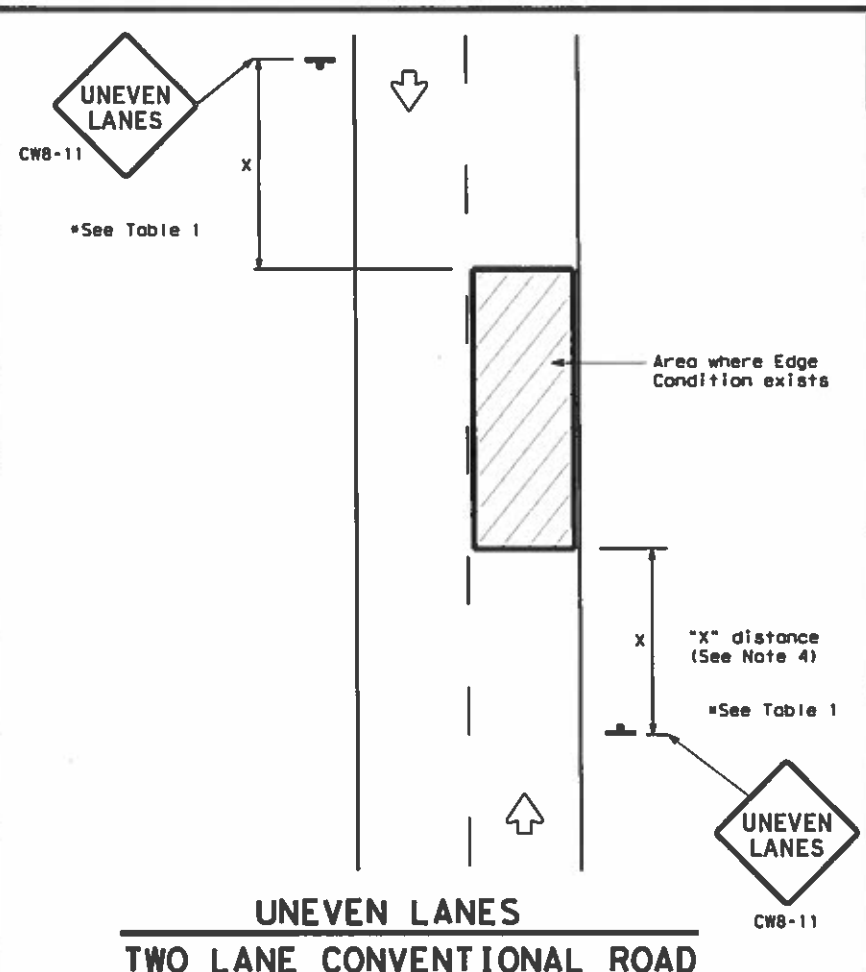 UNEVEN
LANES
CW8-11
X
*See Table 1
Area where Edge
Condition exists
X
"X" distance
(See Note 4)
*See Table 1
UNEVEN
LANES
CW8-11
UNEVEN LANES
TWO LANE CONVENTIONAL ROAD